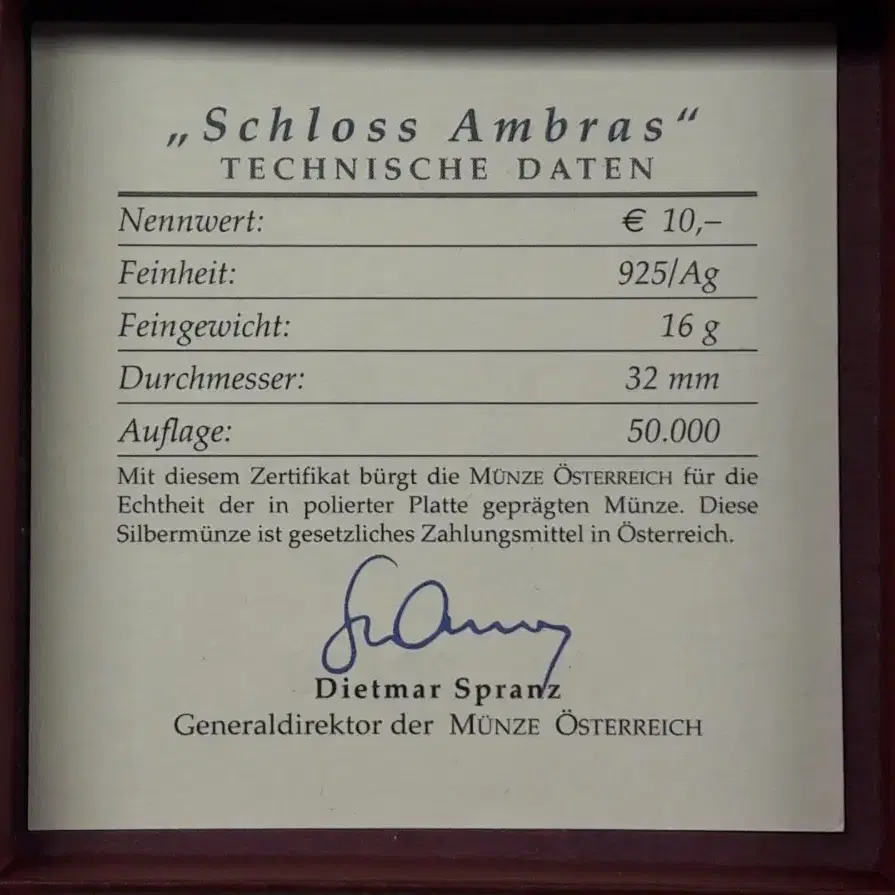 „Schloss Ambras“
TECHNISCHE DATEN
Nennwert: € 10,–
Feinheit: 925/Ag
Feingewicht: 16 g
Durchmesser: 32 mm
Auflage: 50.000
Mit diesem Zertifikat bürgt die MÜNZE ÖSTERREICH für die
Echtheit der in polierter Platte geprägten Münze. Diese
Silbermünze ist gesetzliches Zahlungsmittel in Österreich.
Dietmar Spranz
Generaldirektor der MÜNZE ÖSTERREICH